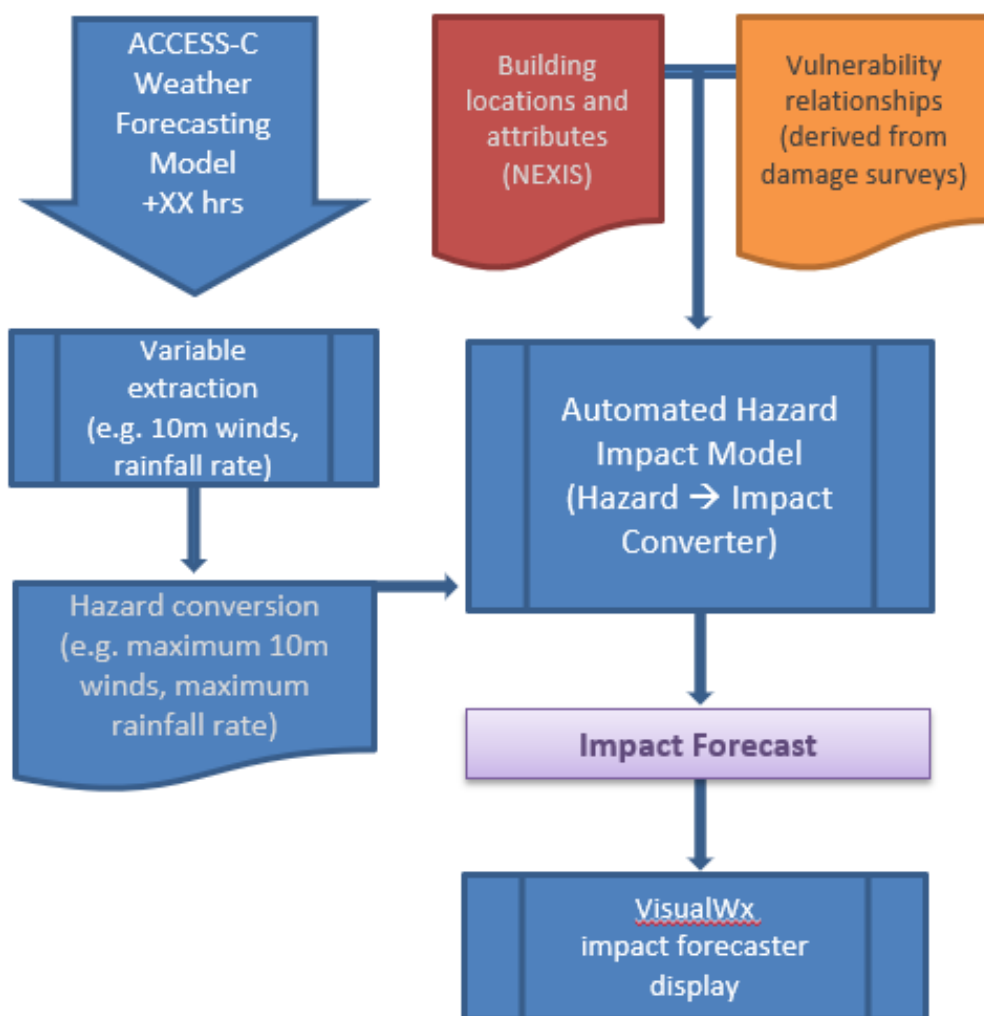 ACCESS-C
Weather
Forecasting
Model
+XX hrs
Building
locations and
attributes
(NEXIS)
Vulnerability
relationships
(derived from
damage surveys)
Variable
extraction
(e.g. 10m winds,
rainfall rate)
Hazard conversion
(e.g. maximum 10m
winds, maximum
rainfall rate)
Automated Hazard
Impact Model
(Hazard → Impact
Converter)
Impact Forecast
VisualWx
impact forecaster
display